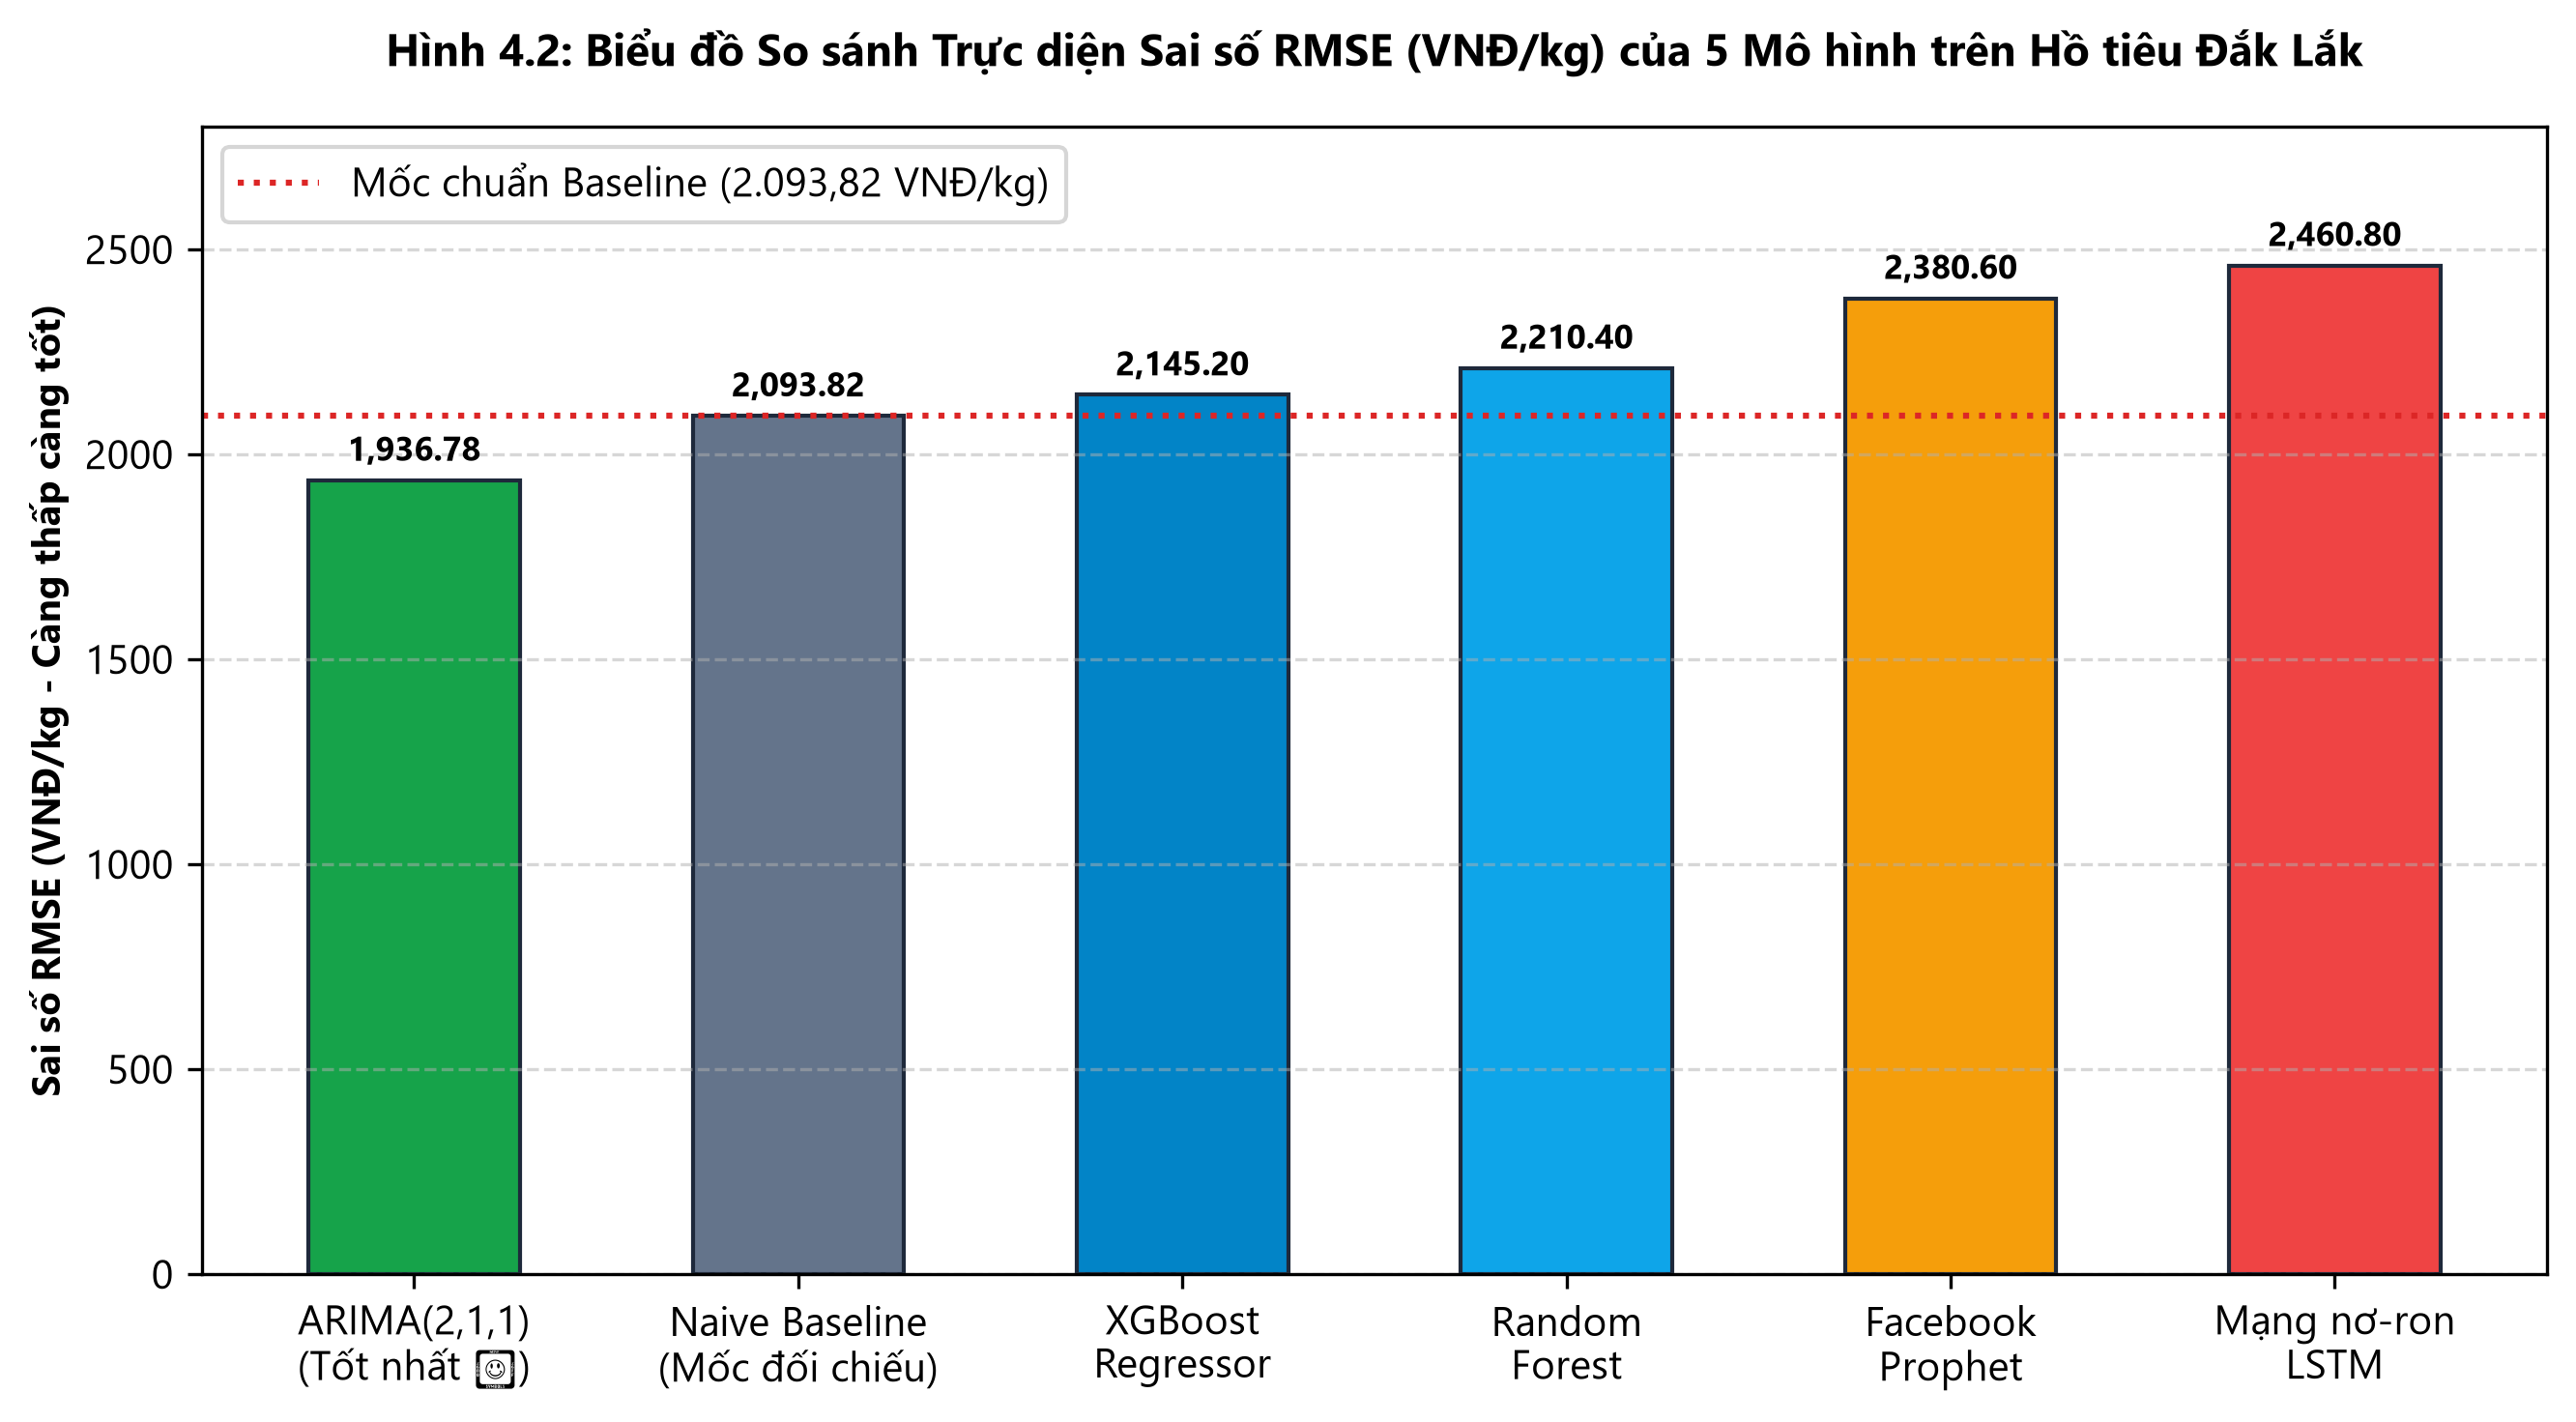 Hình 4.2: Biểu đồ So sánh Trực diện Sai số RMSE (VNĐ/kg) của 5 Mô hình trên Hồ tiêu Đắk Lắk
Mốc chuẩn Baseline (2.093,82 VNĐ/kg)
Sai số RMSE (VNĐ/kg - Càng thấp càng tốt)
2500
2000
1500
1000
500
0
1,936.78
2,093.82
2,145.20
2,210.40
2,380.60
2,460.80
ARIMA(2,1,1)
(Tốt nhất )
Naive Baseline
(Mốc đối chiếu)
XGBoost
Regressor
Random
Forest
Facebook
Prophet
Mạng nơ-ron
LSTM